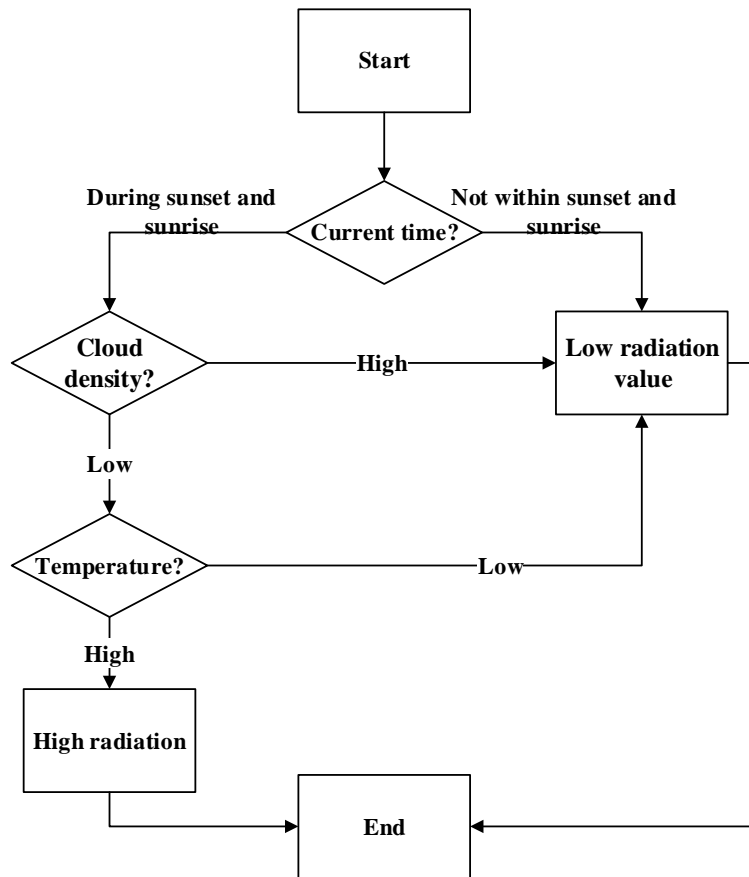 Start
During sunset and
sunrise
Not within sunset and
sunrise
Current time?
Cloud
density?
High
Low radiation
value
Low
Temperature?
Low
High
High radiation
End